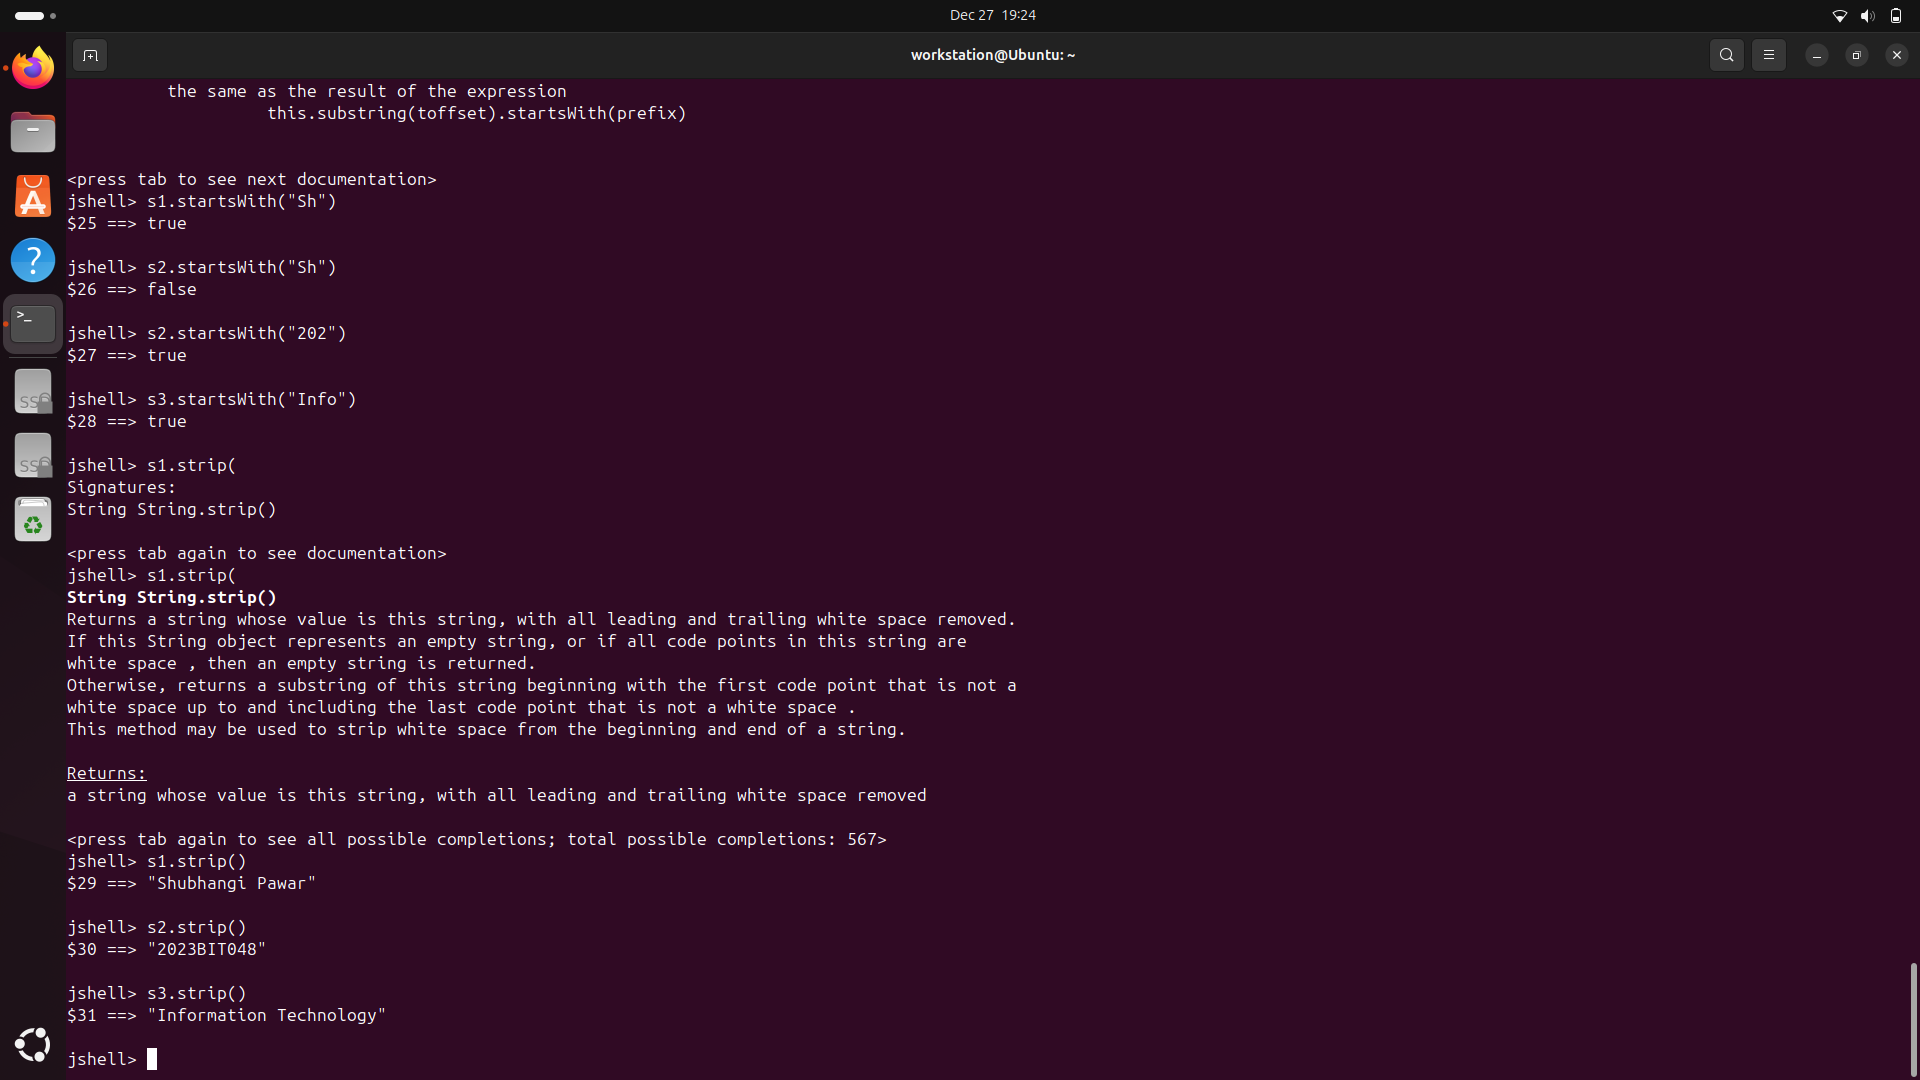 Dec 27  19:24
workstation@Ubuntu: ~
the same as the result of the expression
this.substring(toffset).startsWith(prefix)
<press tab to see next documentation>
jshell> s1.startsWith("Sh")
$25 ==> true
jshell> s2.startsWith("Sh")
$26 ==> false
jshell> s2.startsWith("202")
$27 ==> true
jshell> s3.startsWith("Info")
$28 ==> true
jshell> s1.strip(
Signatures:
String String.strip()
<press tab again to see documentation>
jshell> s1.strip(
String String.strip()
Returns a string whose value is this string, with all leading and trailing white space removed.
If this String object represents an empty string, or if all code points in this string are
white space , then an empty string is returned.
Otherwise, returns a substring of this string beginning with the first code point that is not a
white space up to and including the last code point that is not a white space .
This method may be used to strip white space from the beginning and end of a string.
Returns:
a string whose value is this string, with all leading and trailing white space removed
<press tab again to see all possible completions; total possible completions: 567>
jshell> s1.strip()
$29 ==> "Shubhangi Pawar"
jshell> s2.strip()
$30 ==> "2023BIT048"
jshell> s3.strip()
$31 ==> "Information Technology"
jshell>